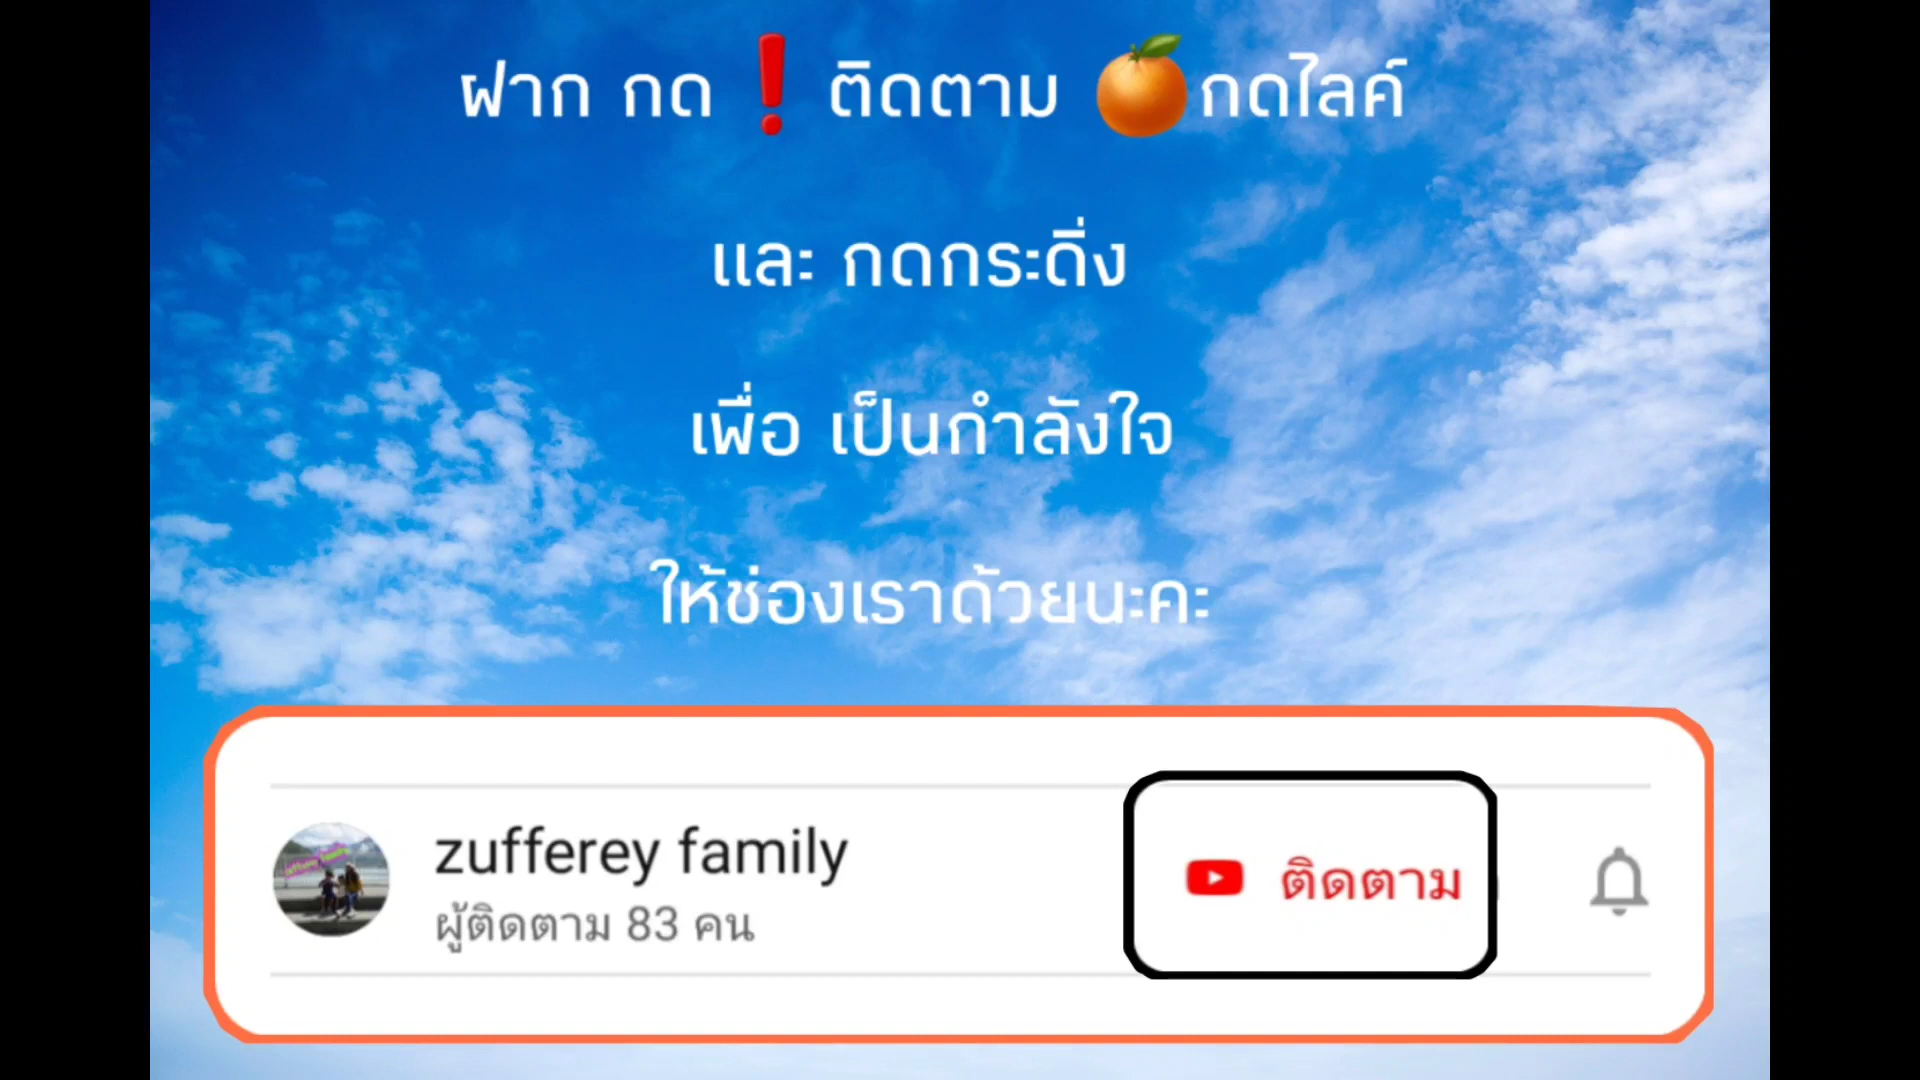 ฝาก กด❗ติดตาม 🍊กดไลค์
และ กดกระดิ่ง
เพื่อ เป็นกำลังใจ
ให้ช่องเราด้วยนะคะ
zufferey family
ติดตาม
ผู้ติดตาม 83 คน